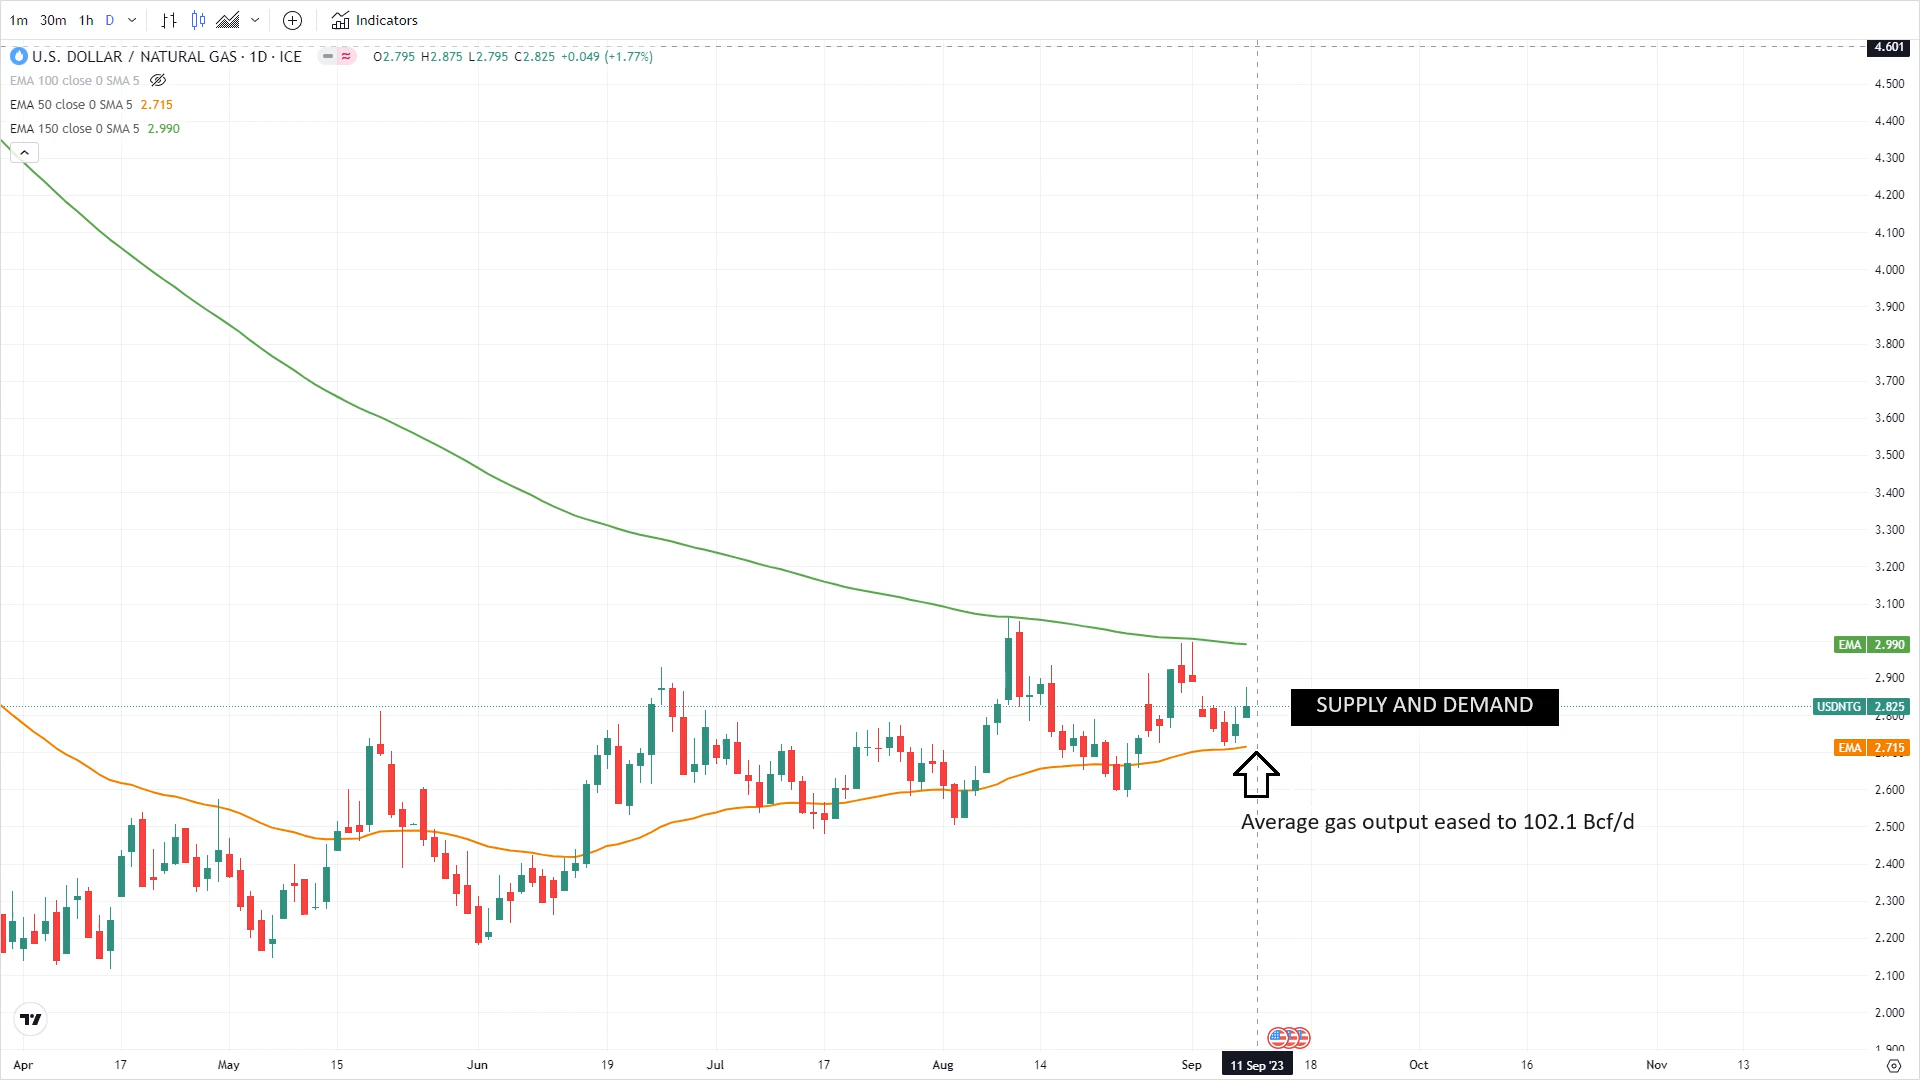 1m 30m 1h D Indicators
U.S. DOLLAR / NATURAL GAS · 1D · ICE O2.795 H2.875 L2.795 C2.825 +0.049 (+1.77%)
EMA 100 close 0 SMA 5
EMA 50 close 0 SMA 5 2.715
EMA 150 close 0 SMA 5 2.990
4.601
4.500
4.400
4.300
4.200
4.100
4.000
3.900
3.800
3.700
3.600
3.500
3.400
3.300
3.200
3.100
EMA 2.990
2.900
USDNTG 2.825
2.800
EMA 2.715
2.600
2.500
2.400
2.300
2.200
2.100
2.000
1.900
SUPPLY AND DEMAND
Average gas output eased to 102.1 Bcf/d
Apr 17 May 15 Jun 19 Jul 17 Aug 14 Sep 11 Sep '23 18 Oct 16 Nov 13